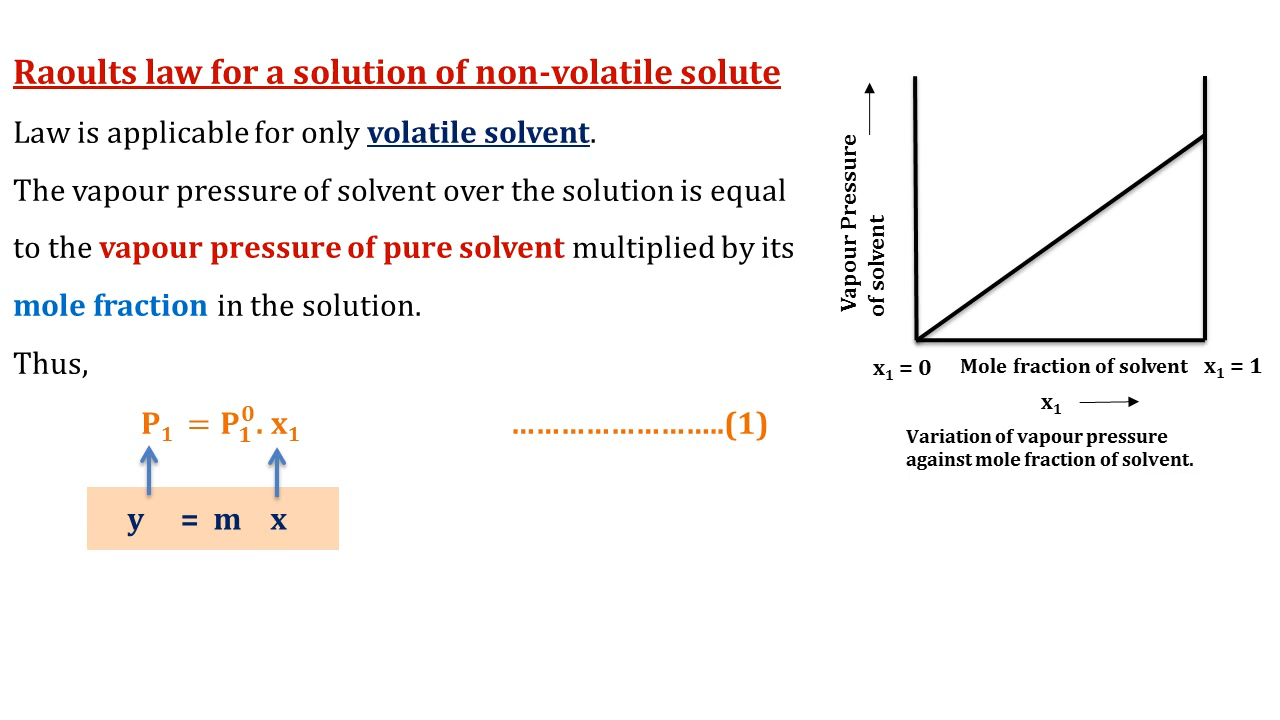 Raoults law for a solution of non-volatile solute
Law is applicable for only volatile solvent.
The vapour pressure of solvent over the solution is equal
to the vapour pressure of pure solvent multiplied by its
mole fraction in the solution.
Thus,
P₁ = P₁⁰. x₁ ……………………..(1)
y = m x
Vapour Pressure
of solvent
x₁ = 0 Mole fraction of solvent x₁ = 1
x₁
Variation of vapour pressure
against mole fraction of solvent.